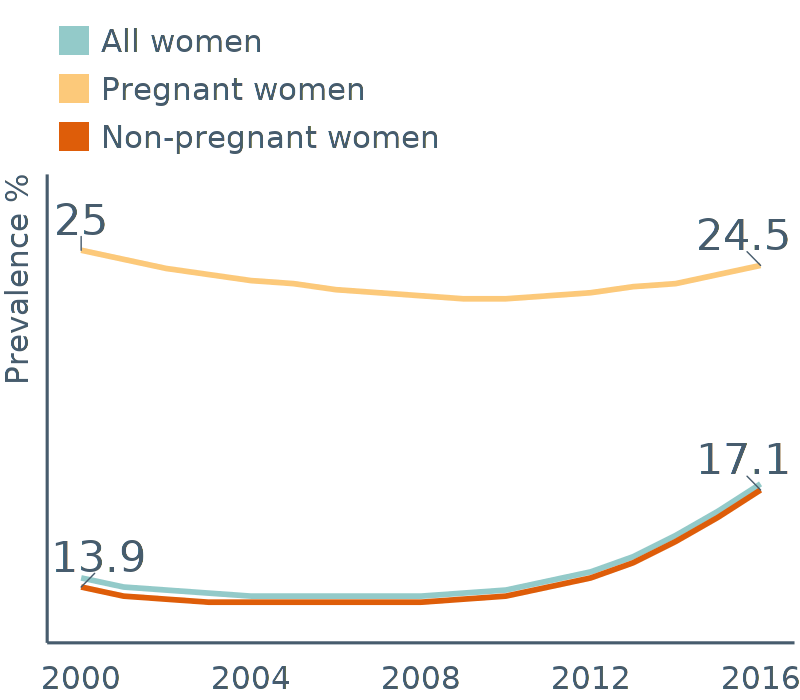 All women
Pregnant women
Non-pregnant women
Prevalence %
25
24.5
17.1
13.9
2000 2004 2008 2012 2016